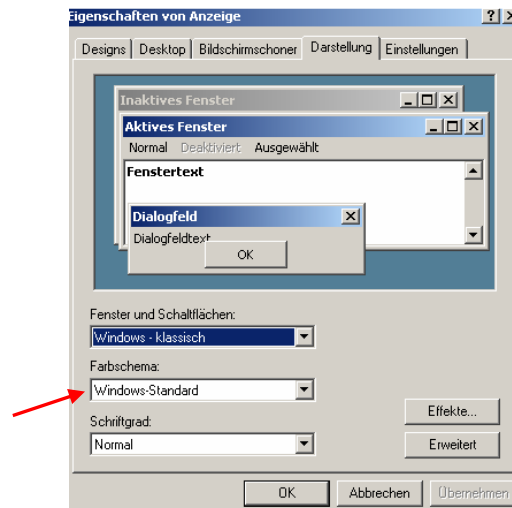 Eigenschaften von Anzeige
Designs Desktop Bildschirmschoner Darstellung Einstellungen
Inaktives Fenster
Aktives Fenster
Normal Deaktiviert Ausgewählt
Fenstertext
Dialogfeld
Dialogfeldtext
OK
Fenster und Schaltflächen:
Windows - klassisch
Farbschema:
Windows-Standard
Schriftgrad:
Normal
Effekte...
Erweitert
OK Abbrechen Übernehmen